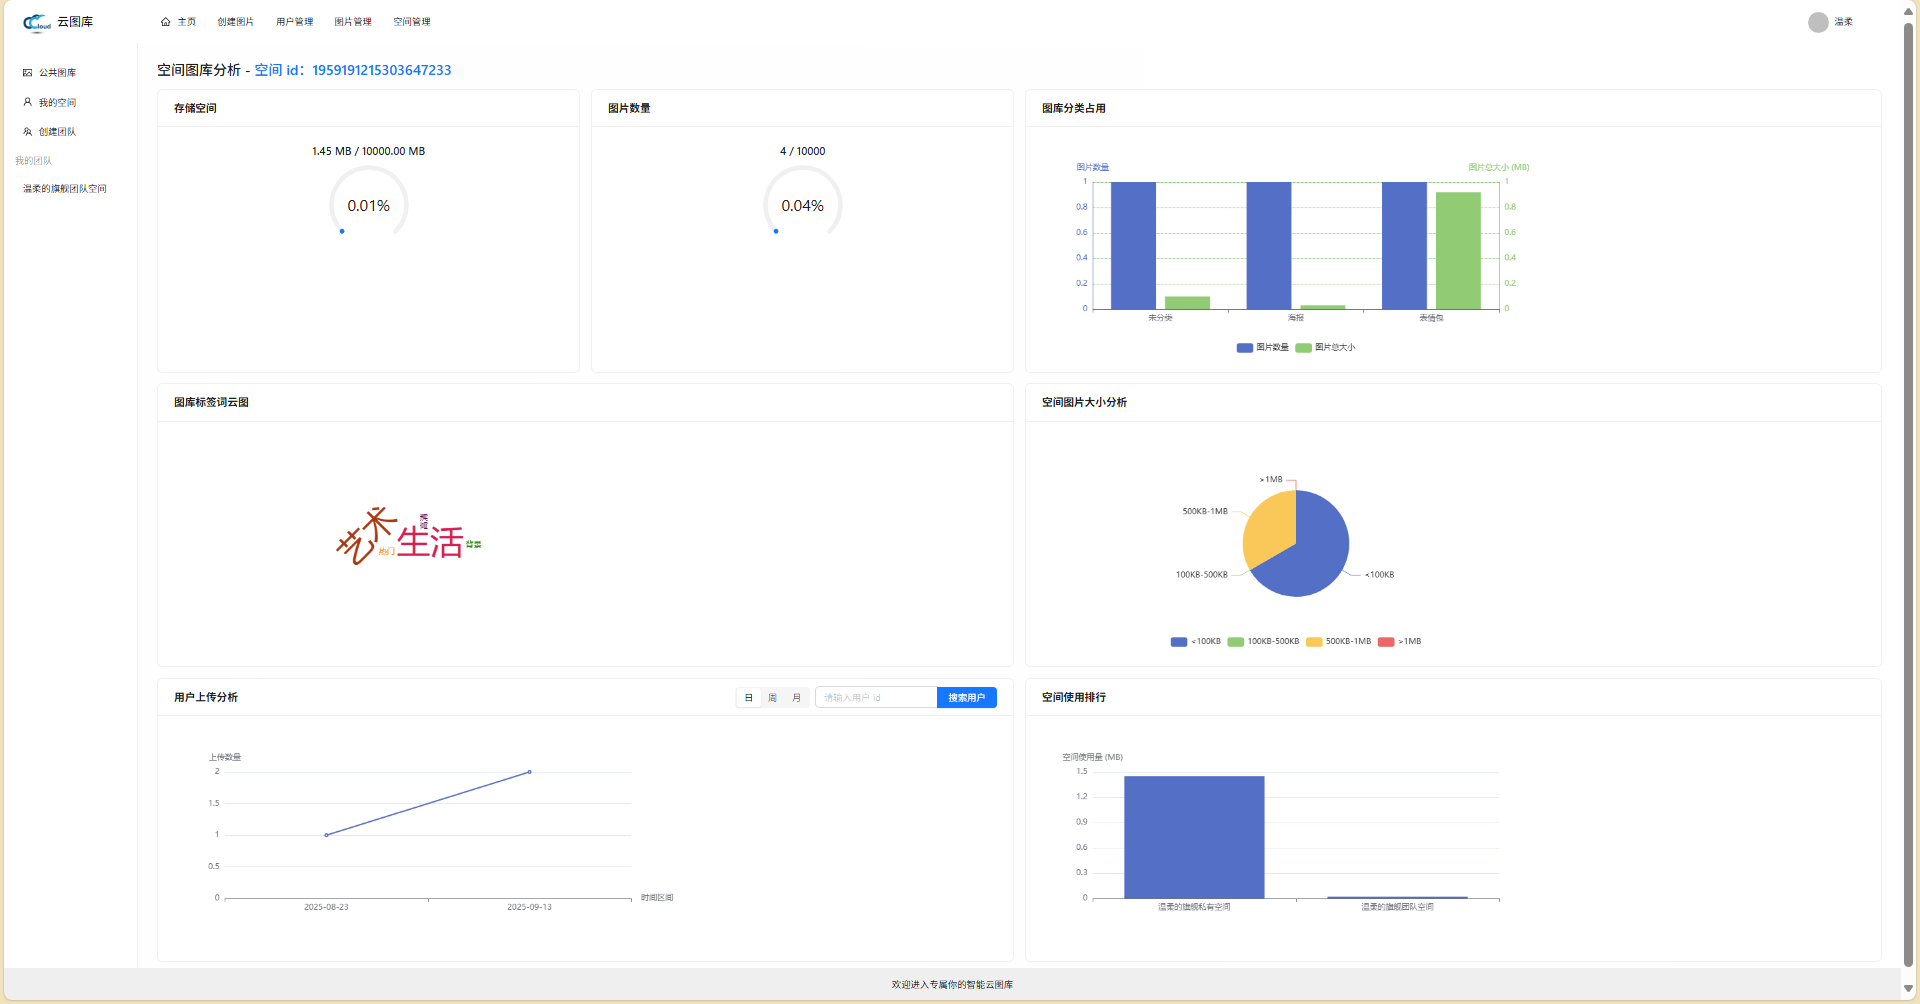 云图库
主页 创建图片 用户管理 图片管理 空间管理
温柔
公共图库
我的空间
创建团队
我的团队
温柔的旗舰团队空间
空间图库分析 - 空间 id：1959191215303647233
存储空间
1.45 MB / 10000.00 MB
0.01%
图片数量
4 / 10000
0.04%
图库分类占用
图片数量 图片总大小 (MB)
1 1
0.8 0.8
0.6 0.6
0.4 0.4
0.2 0.2
0 0
未分类 海报 表情包
图片数量 图片总大小
图库标签词云图
艺术
热门
生活
高清
背景
空间图片大小分析
>1MB
500KB-1MB
100KB-500KB
<100KB
<100KB 100KB-500KB 500KB-1MB >1MB
用户上传分析
日 周 月 请输入用户 id 搜索用户
上传数量
2
1.5
1
0.5
0
2025-08-23 2025-09-13
时间区间
空间使用排行
空间使用量 (MB)
1.5
1.2
0.9
0.6
0.3
0
温柔的旗舰私有空间 温柔的旗舰团队空间
欢迎进入专属你的智能云图库